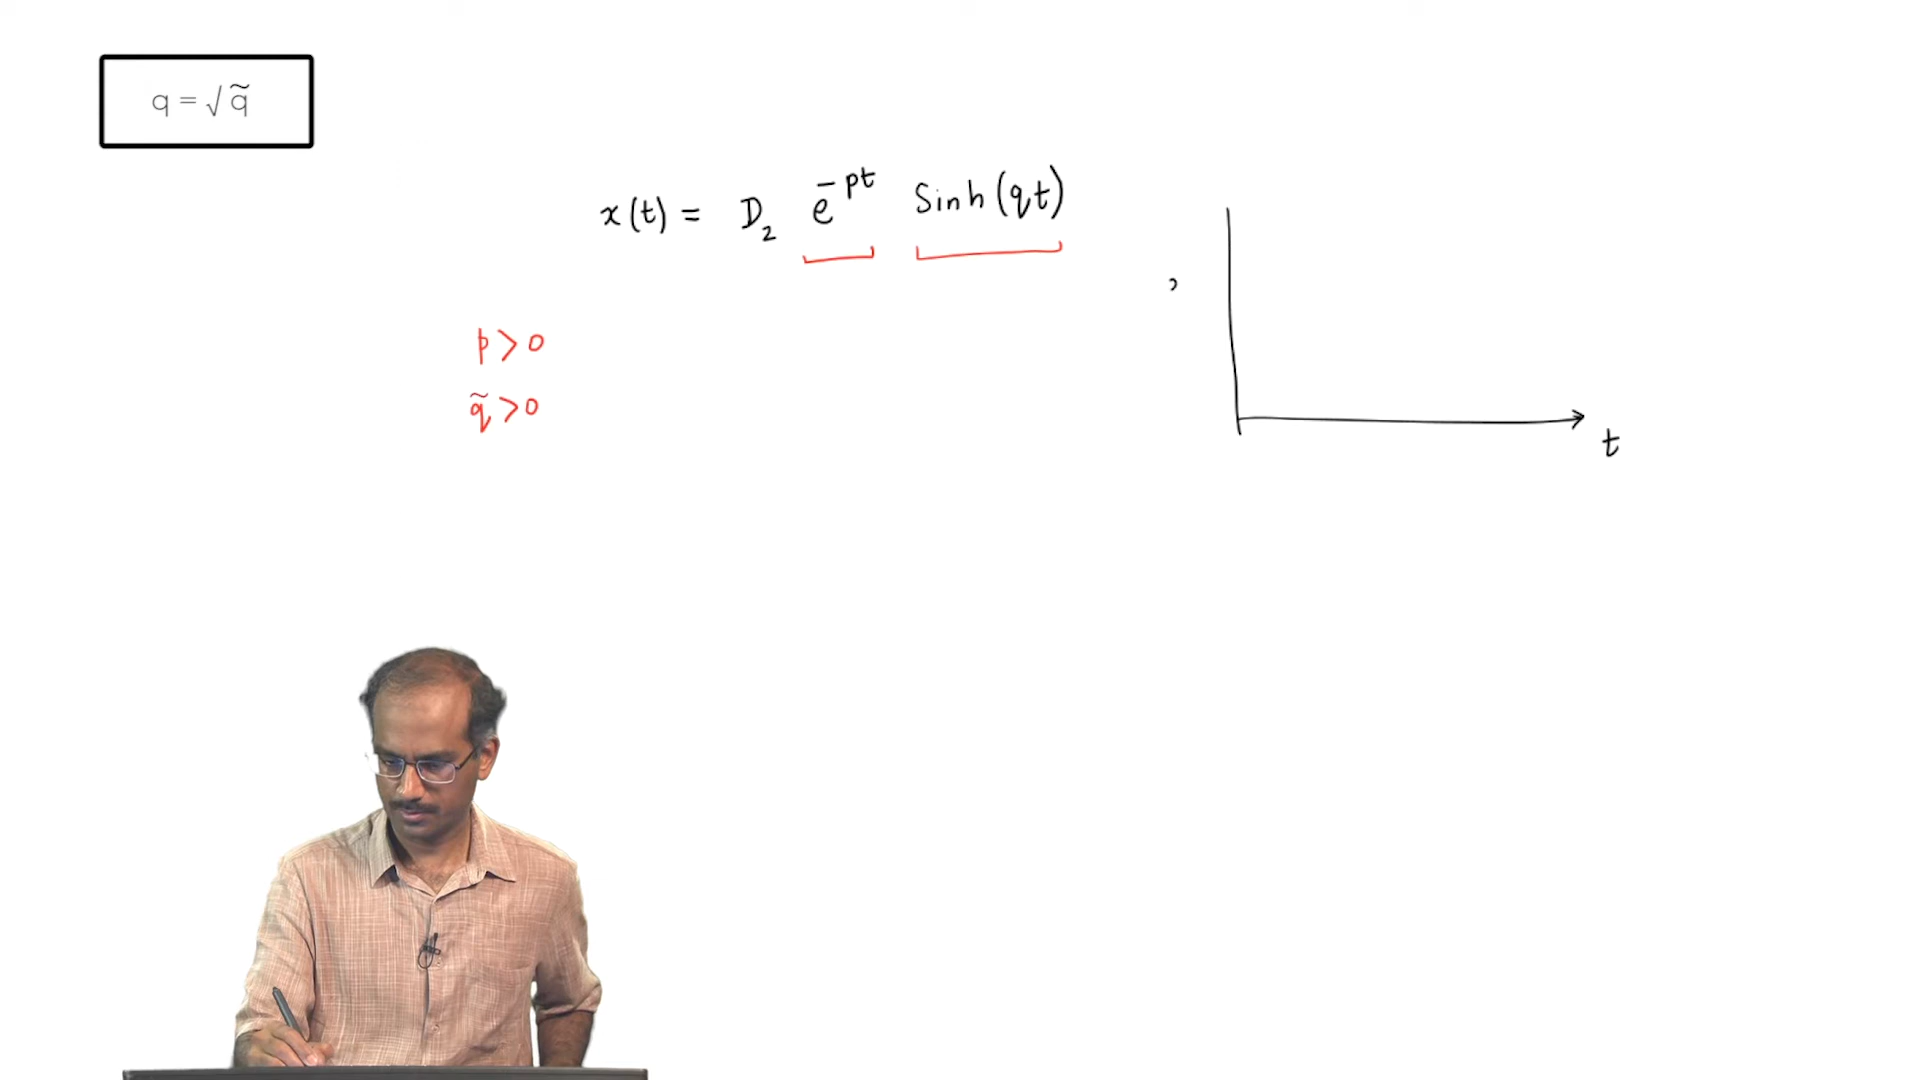 q = √q̃
x(t) = D₂ e^{-pt} Sinh(qt)
p > 0
q̃ > 0
t